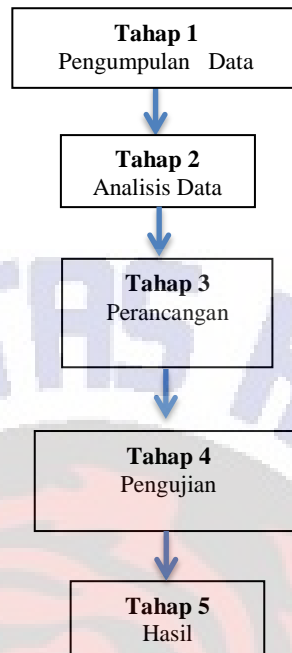 Tahap 1
Pengumpulan Data
Tahap 2
Analisis Data
Tahap 3
Perancangan
Tahap 4
Pengujian
Tahap 5
Hasil